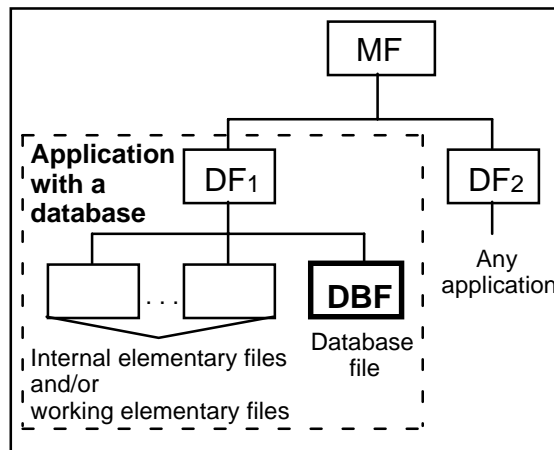 MF
Application
with a
database
DF1
DF2
Any
application
. . .
DBF
Internal elementary files
and/or
working elementary files
Database
file